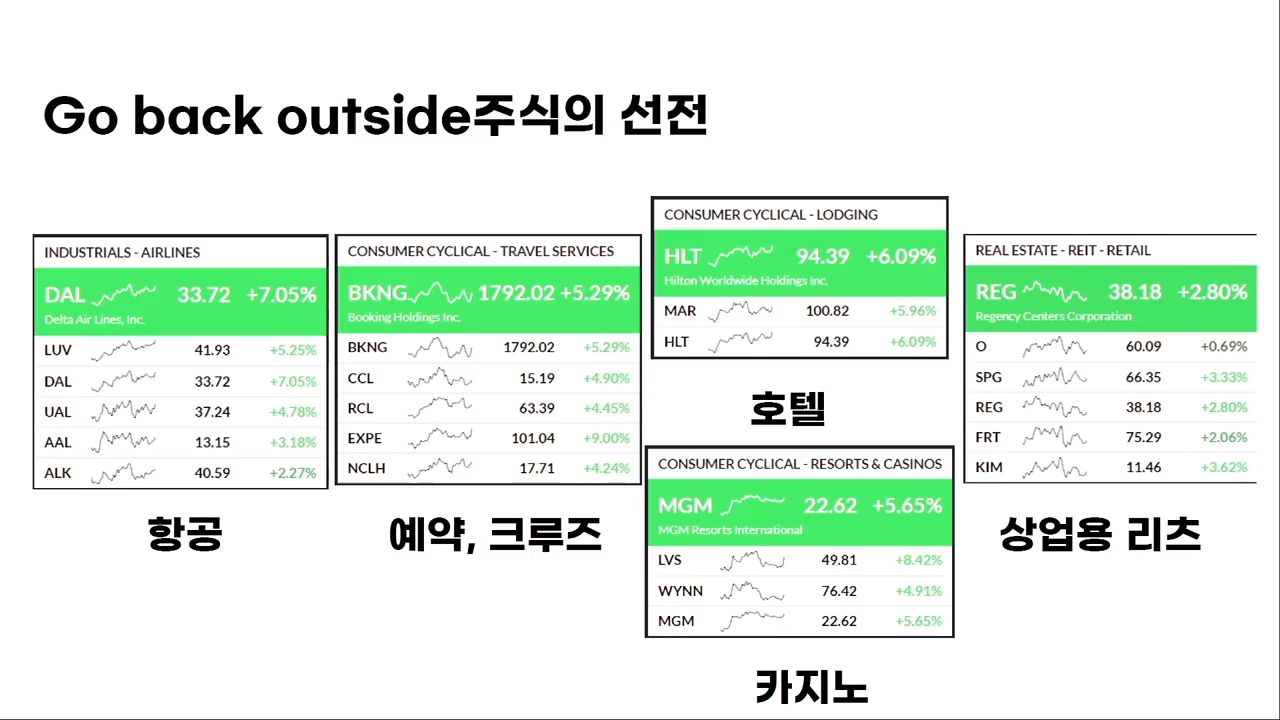 Go back outside주식의 선전
INDUSTRIALS - AIRLINES
DAL 33.72 +7.05%
Delta Air Lines, Inc.
LUV 41.93 +5.25%
DAL 33.72 +7.05%
UAL 37.24 +4.78%
AAL 13.15 +3.18%
ALK 40.59 +2.27%
항공
CONSUMER CYCLICAL - TRAVEL SERVICES
BKNG 1792.02 +5.29%
Booking Holdings Inc.
BKNG 1792.02 +5.29%
CCL 15.19 +4.90%
RCL 63.39 +4.45%
EXPE 101.04 +9.00%
NCLH 17.71 +4.24%
예약, 크루즈
CONSUMER CYCLICAL - LODGING
HLT 94.39 +6.09%
Hilton Worldwide Holdings Inc.
MAR 100.82 +5.96%
HLT 94.39 +6.09%
호텔
CONSUMER CYCLICAL - RESORTS & CASINOS
MGM 22.62 +5.65%
MGM Resorts International
LVS 49.81 +8.42%
WYNN 76.42 +4.91%
MGM 22.62 +5.65%
카지노
REAL ESTATE - REIT - RETAIL
REG 38.18 +2.80%
Regency Centers Corporation
O 60.09 +0.69%
SPG 66.35 +3.33%
REG 38.18 +2.80%
FRT 75.29 +2.06%
KIM 11.46 +3.62%
상업용 리츠